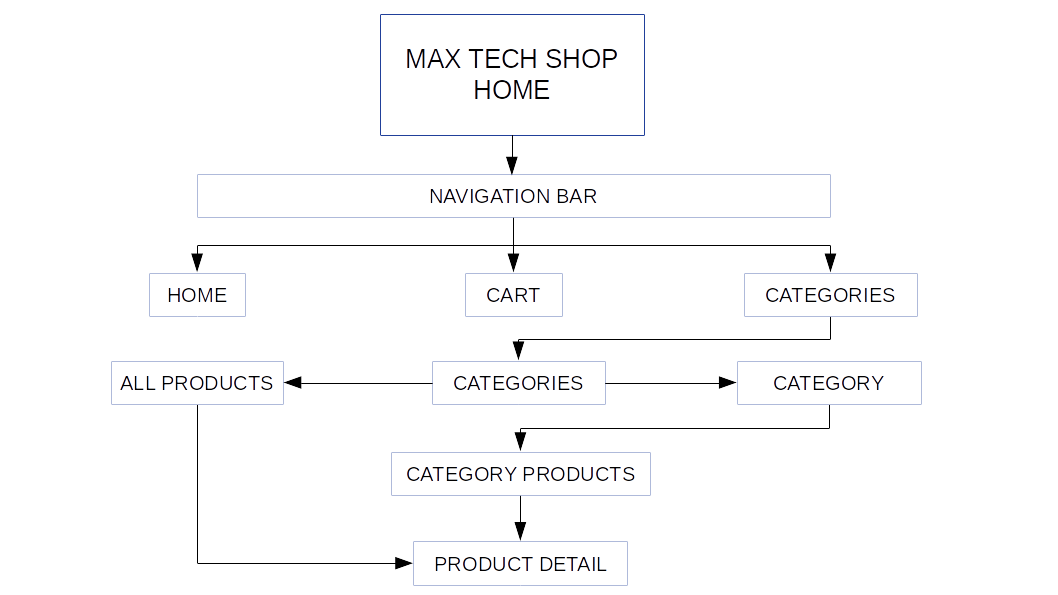 MAX TECH SHOP
HOME
NAVIGATION BAR
HOME
CART
CATEGORIES
ALL PRODUCTS
CATEGORIES
CATEGORY
CATEGORY PRODUCTS
PRODUCT DETAIL